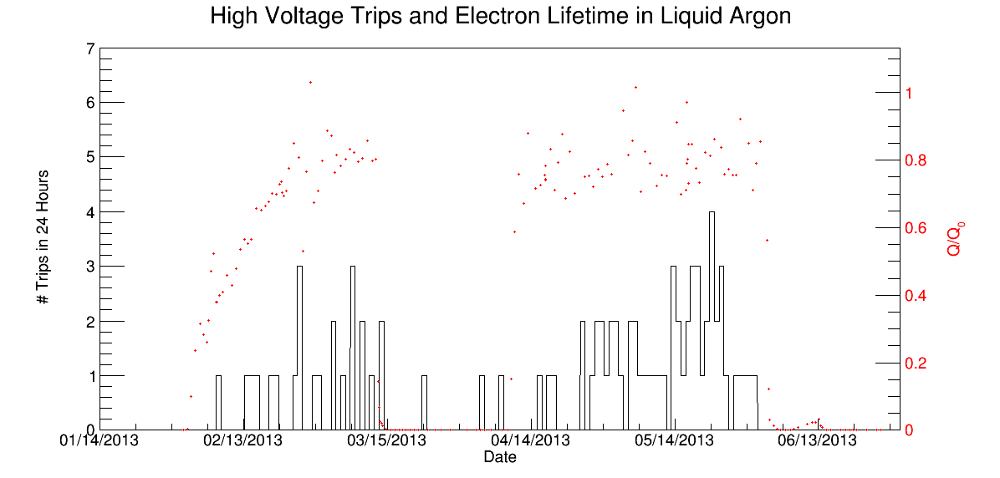 High Voltage Trips and Electron Lifetime in Liquid Argon
# Trips in 24 Hours
7
6
5
4
3
2
1
0
1
0.8
0.6
0.4
0.2
0
Q/Q0
01/14/2013 02/13/2013 03/15/2013 04/14/2013 05/14/2013 06/13/2013
Date